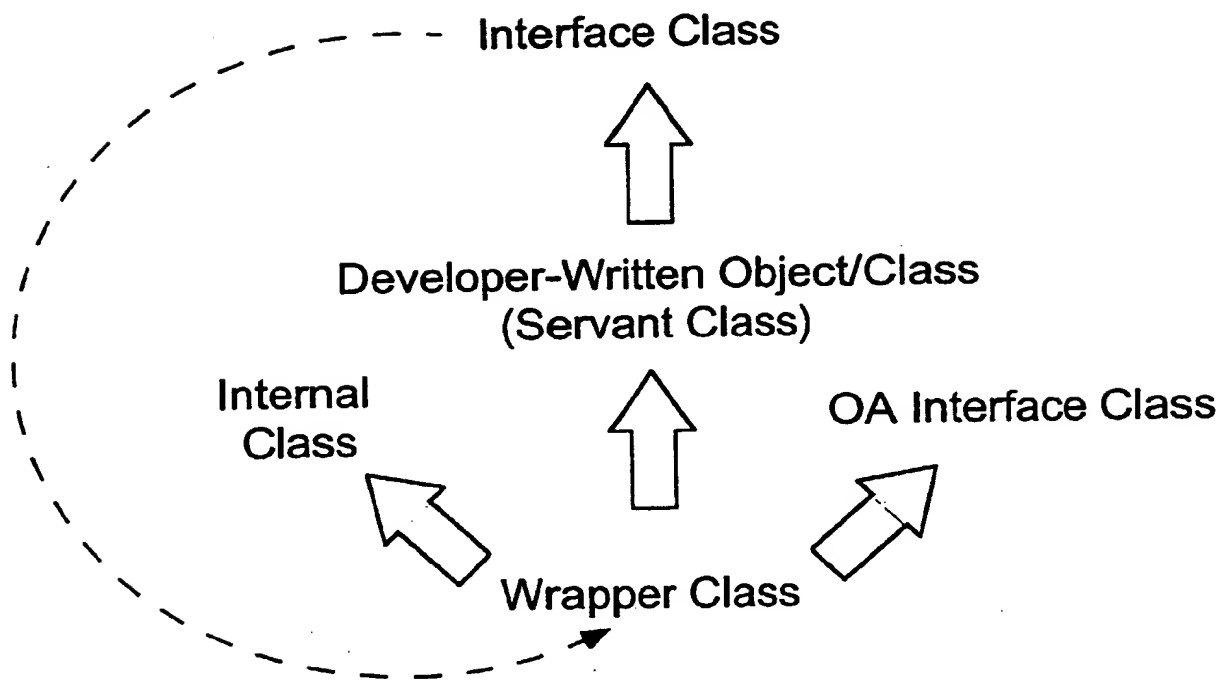 Interface Class
Developer-Written Object/Class
(Servant Class)
Internal
Class
OA Interface Class
Wrapper Class